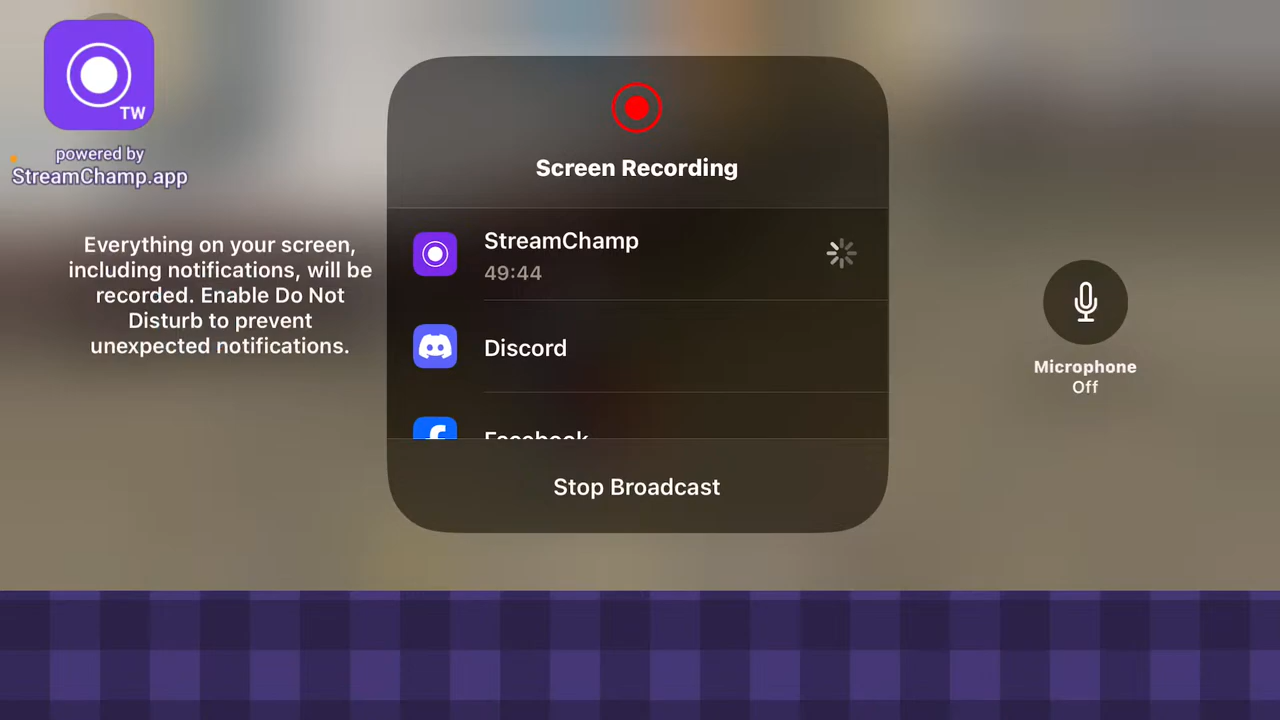 TW
powered by
StreamChamp.app
Everything on your screen,
including notifications, will be
recorded. Enable Do Not
Disturb to prevent
unexpected notifications.
Screen Recording
StreamChamp
49:44
Discord
Facebook
Stop Broadcast
Microphone
Off